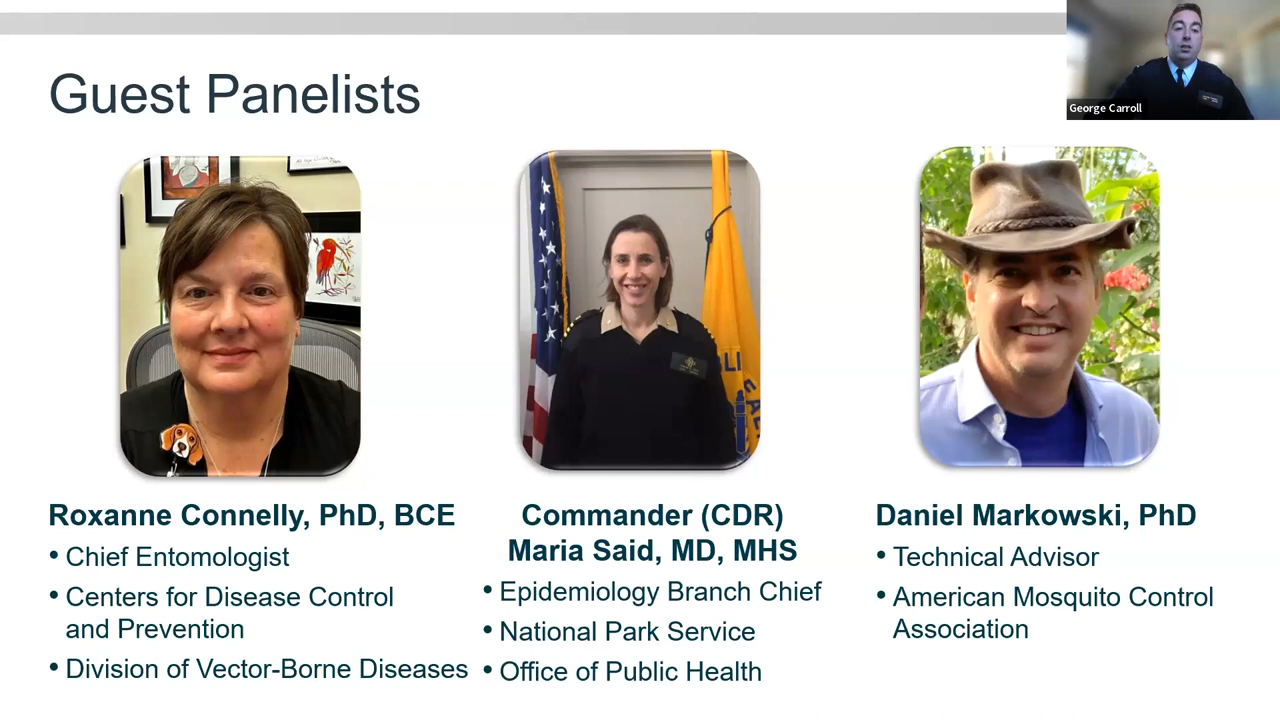 Guest Panelists
George Carroll
Roxanne Connelly, PhD, BCE
• Chief Entomologist
• Centers for Disease Control
and Prevention
• Division of Vector-Borne Diseases
Commander (CDR)
Maria Said, MD, MHS
• Epidemiology Branch Chief
• National Park Service
• Office of Public Health
Daniel Markowski, PhD
• Technical Advisor
• American Mosquito Control
Association